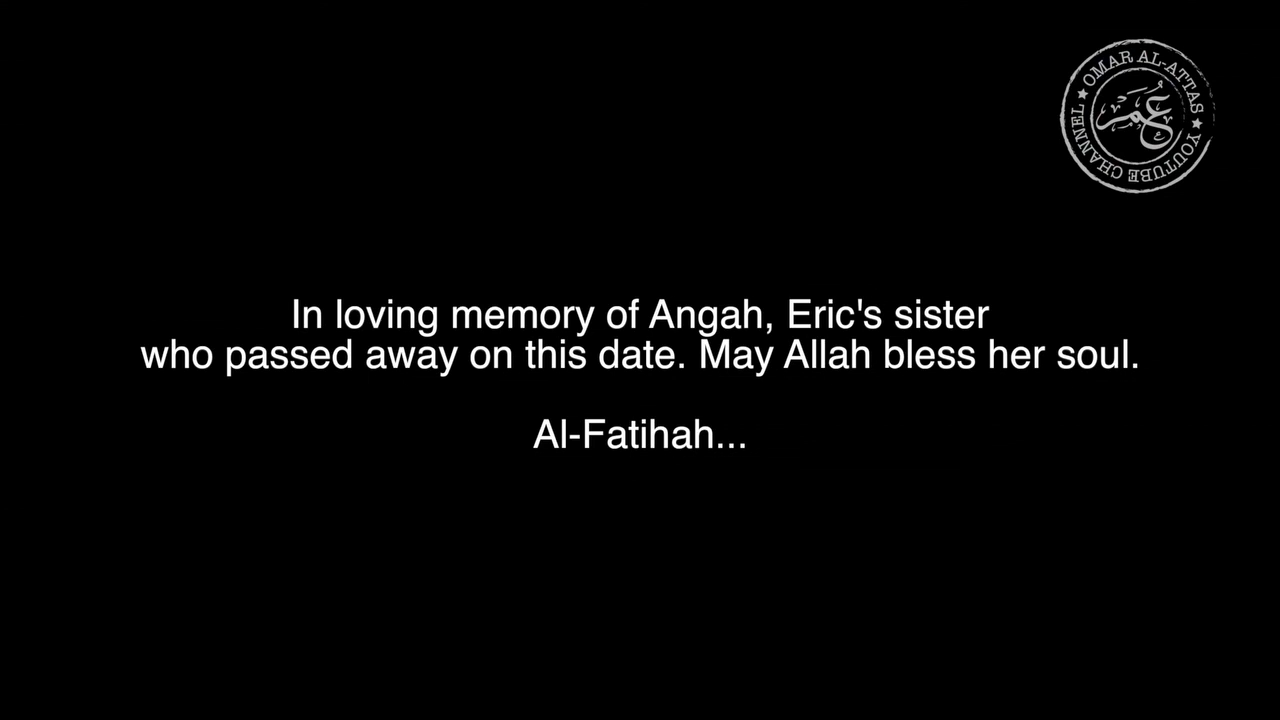 OMAR AL-ATTAS
YOUTUBE CHANNEL
عُمَر
In loving memory of Angah, Eric's sister
who passed away on this date. May Allah bless her soul.
Al-Fatihah...